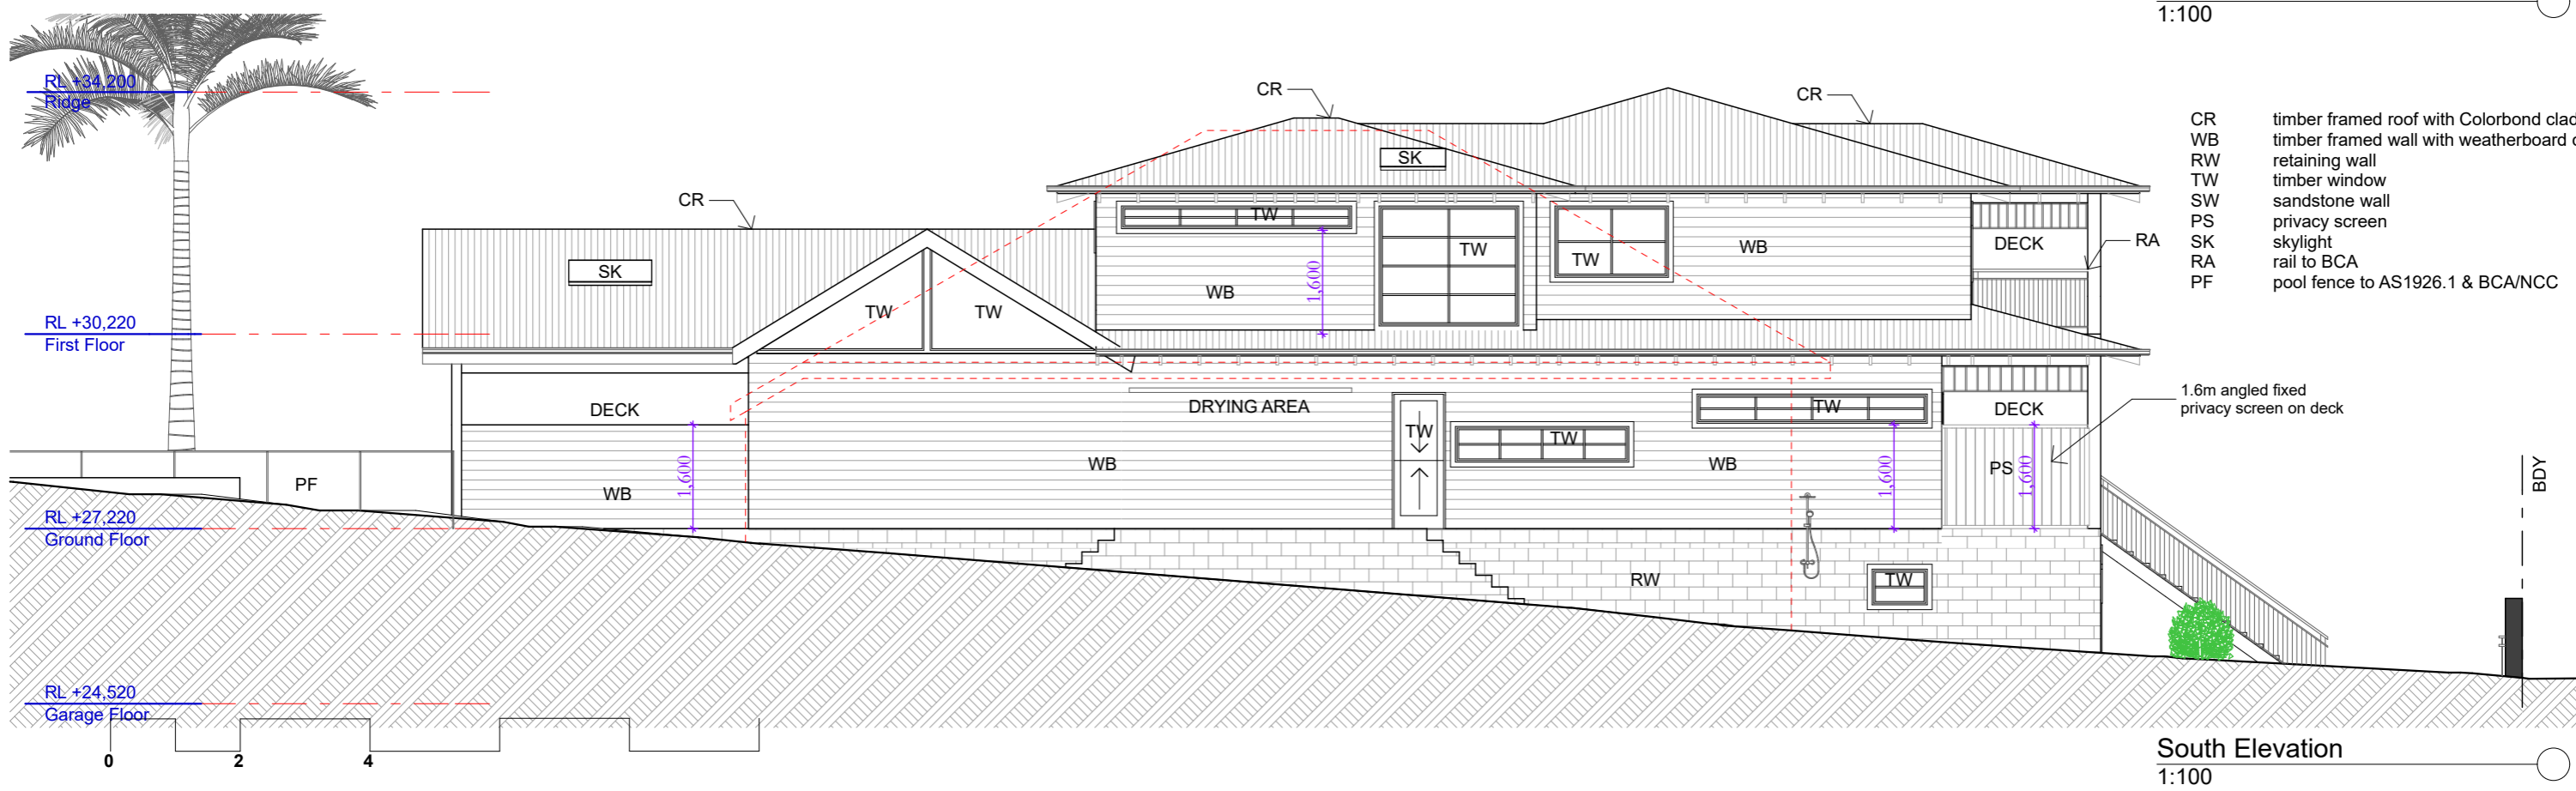 1:100
RL +34,200
Ridge
CR
CR
CR timber framed roof with Colorbond clad
WB timber framed wall with weatherboard
RW retaining wall
TW timber window
SW sandstone wall
PS privacy screen
SK skylight
RA rail to BCA
PF pool fence to AS1926.1 & BCA/NCC
SK
CR
TW
TW
TW
WB
DECK
RA
SK
1,600
WB
TW
TW
RL +30,220
First Floor
1.6m angled fixed
privacy screen on deck
DECK
DRYING AREA
TW
DECK
TW
TW
WB
WB
PS
1,600
1,600
1,600
BDY
PF
WB
RL +27,220
Ground Floor
RW
TW
RL +24,520
Garage Floor
0 2 4
South Elevation
1:100